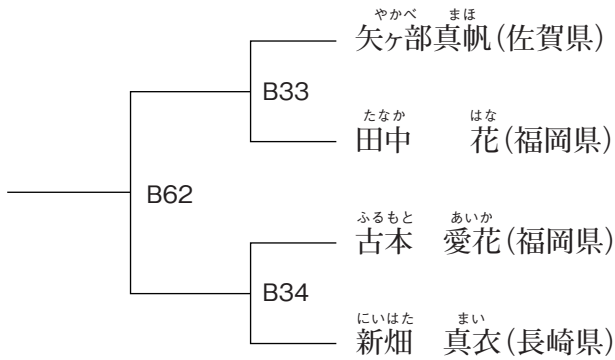 やかべ まほ
矢ヶ部真帆(佐賀県)
B33
たなか はな
田中 花(福岡県)
B62
ふるもと あいか
古本 愛花(福岡県)
B34
にいはた まい
新畑 真衣(長崎県)